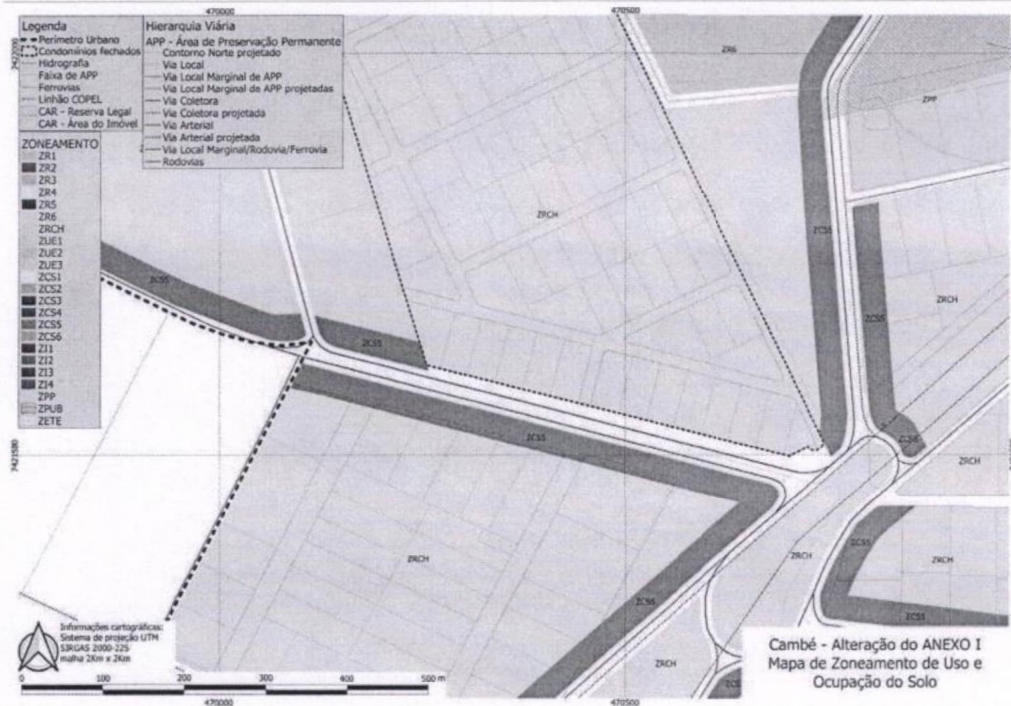 470000
470500
Legenda
Perímetro Urbano
Condomínios fechados
Hidrografia
Faixa de APP
Ferrovias
Linhão COPEL
CAR - Reserva Legal
CAR - Área do Imóvel
Hierarquia Viária
APP - Área de Preservação Permanente
Contorno Norte projetado
Via Local
Via Local Marginal de APP
Via Local Marginal de APP projetadas
Via Coletora
Via Coletora projetada
Via Arterial
Via Arterial projetada
Via Local Marginal/Rodovia/Ferrovia
Rodovias
ZONEAMENTO
ZR1
ZR2
ZR3
ZR4
ZR5
ZR6
ZRCH
ZUE1
ZUE2
ZUE3
ZCS1
ZCS2
ZCS3
ZCS4
ZCS5
ZCS6
ZI1
ZI2
ZI3
ZI4
ZPP
ZPUB
ZETE
ZR6
ZPP
ZRCH
ZCS5
ZCS5
ZRCH
ZCS5
ZCS5
ZCS5
ZRCH
ZRCH
ZRCH
ZCS5
ZRCH
ZCS5
ZCS5
ZRCH
7421500
Informações cartográficas:
Sistema de projeção UTM
SIRGAS 2000-22S
malha 2Km x 2Km
0 100 200 300 400 500 m
Cambé - Alteração do ANEXO I
Mapa de Zoneamento de Uso e
Ocupação do Solo
470000
470500